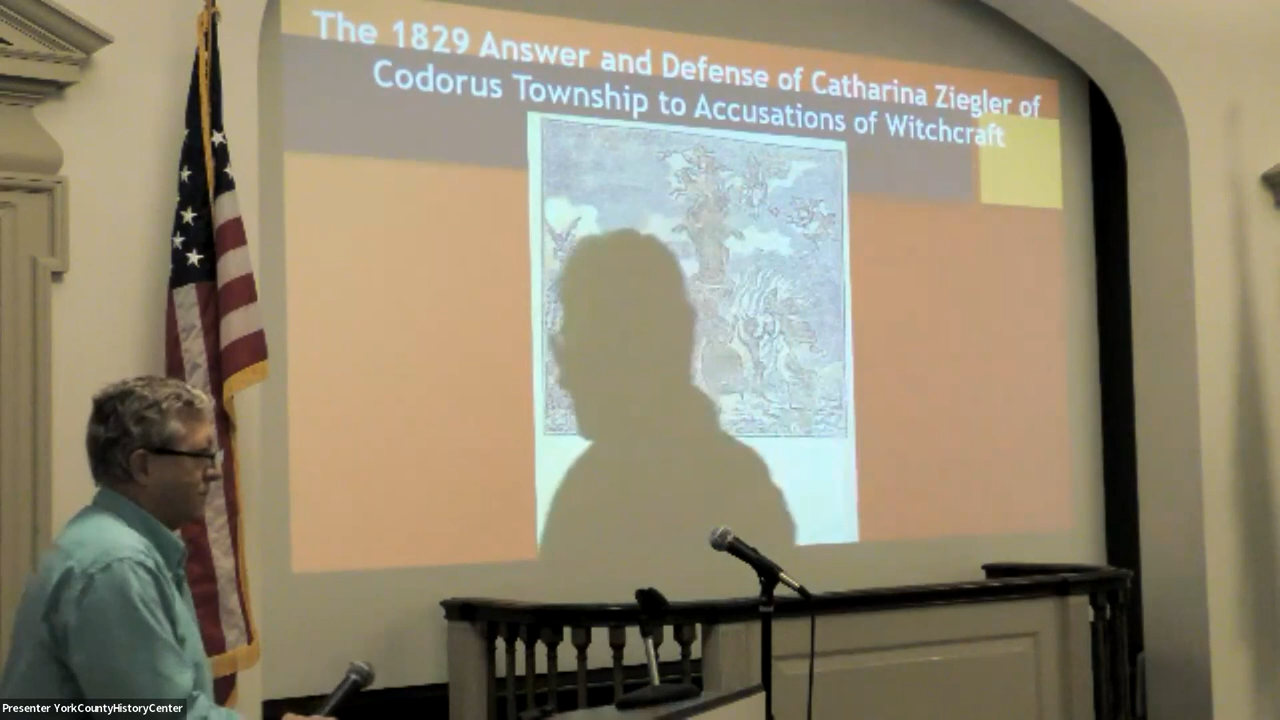 The 1829 Answer and Defense of Catharina Ziegler of
Codorus Township to Accusations of Witchcraft
Presenter YorkCountyHistoryCenter